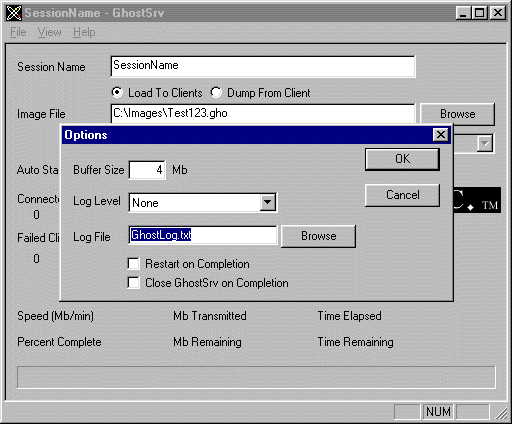 SessionName - GhostSrv
File View Help
Session Name SessionName
Load To Clients Dump From Client
Image File C:\Images\Test123.gho Browse
Options
OK
Auto Sta
Buffer Size 4 Mb
Cancel
Log Level None
Connect
0
C. TM
Log File GhostLog.txt Browse
Failed Cli
0
Restart on Completion
Close GhostSrv on Completion
Speed (Mb/min) Mb Transmitted Time Elapsed
Percent Complete Mb Remaining Time Remaining
NUM